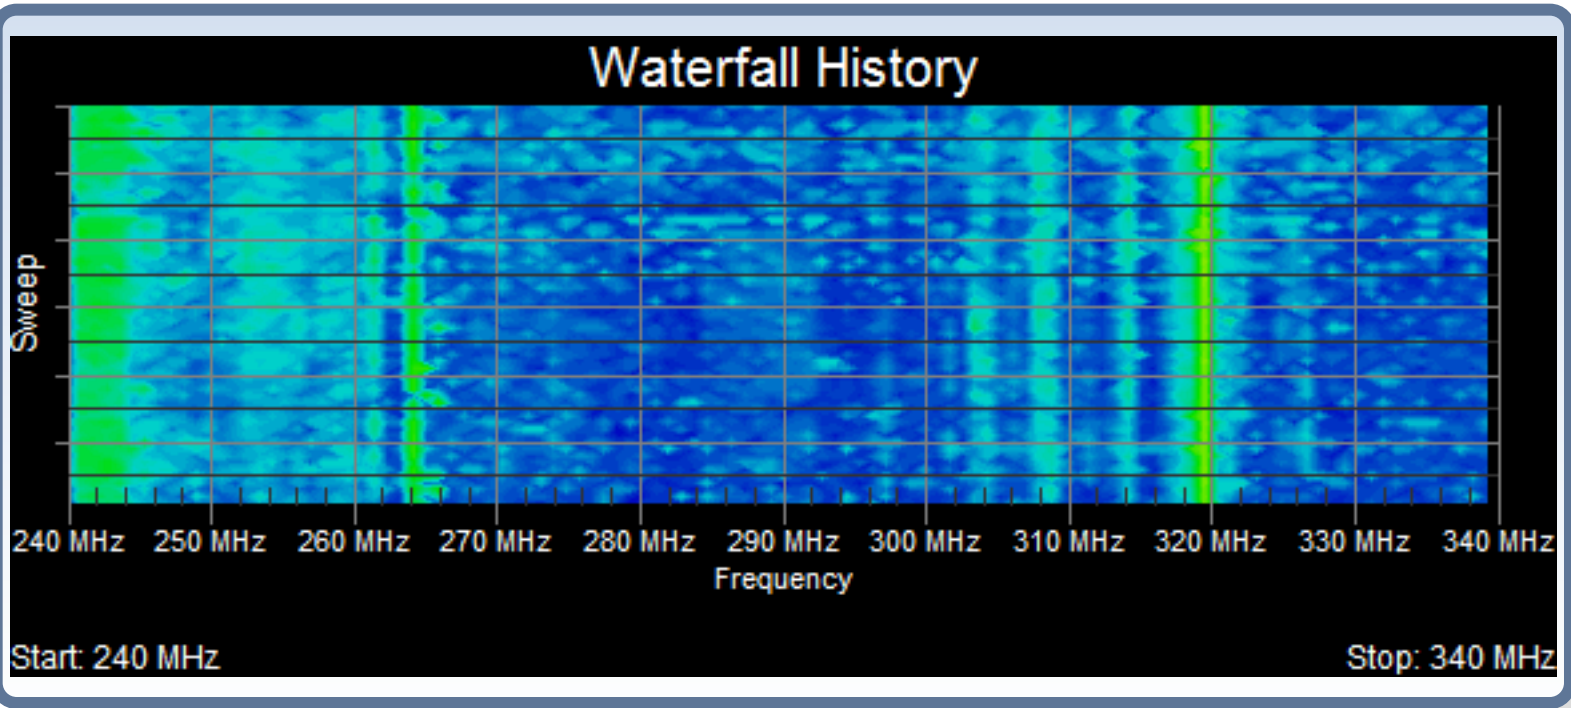 Waterfall History
Sweep
240 MHz 250 MHz 260 MHz 270 MHz 280 MHz 290 MHz 300 MHz 310 MHz 320 MHz 330 MHz 340 MHz
Frequency
Start: 240 MHz
Stop: 340 MHz